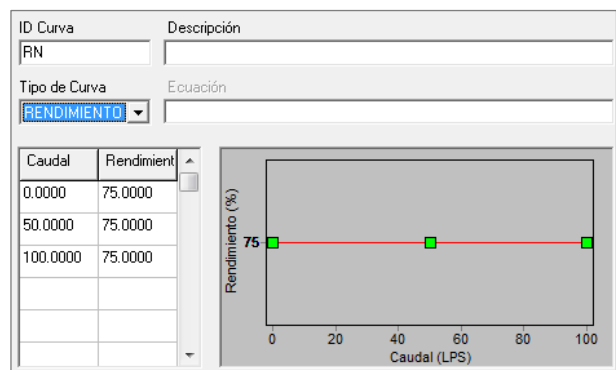 ID Curva Descripción
RN
Tipo de Curva Ecuación
RENDIMIENTO
Caudal Rendimient
0.0000 75.0000
50.0000 75.0000
100.0000 75.0000
Rendimiento (%)
75
0 20 40 60 80 100
Caudal (LPS)